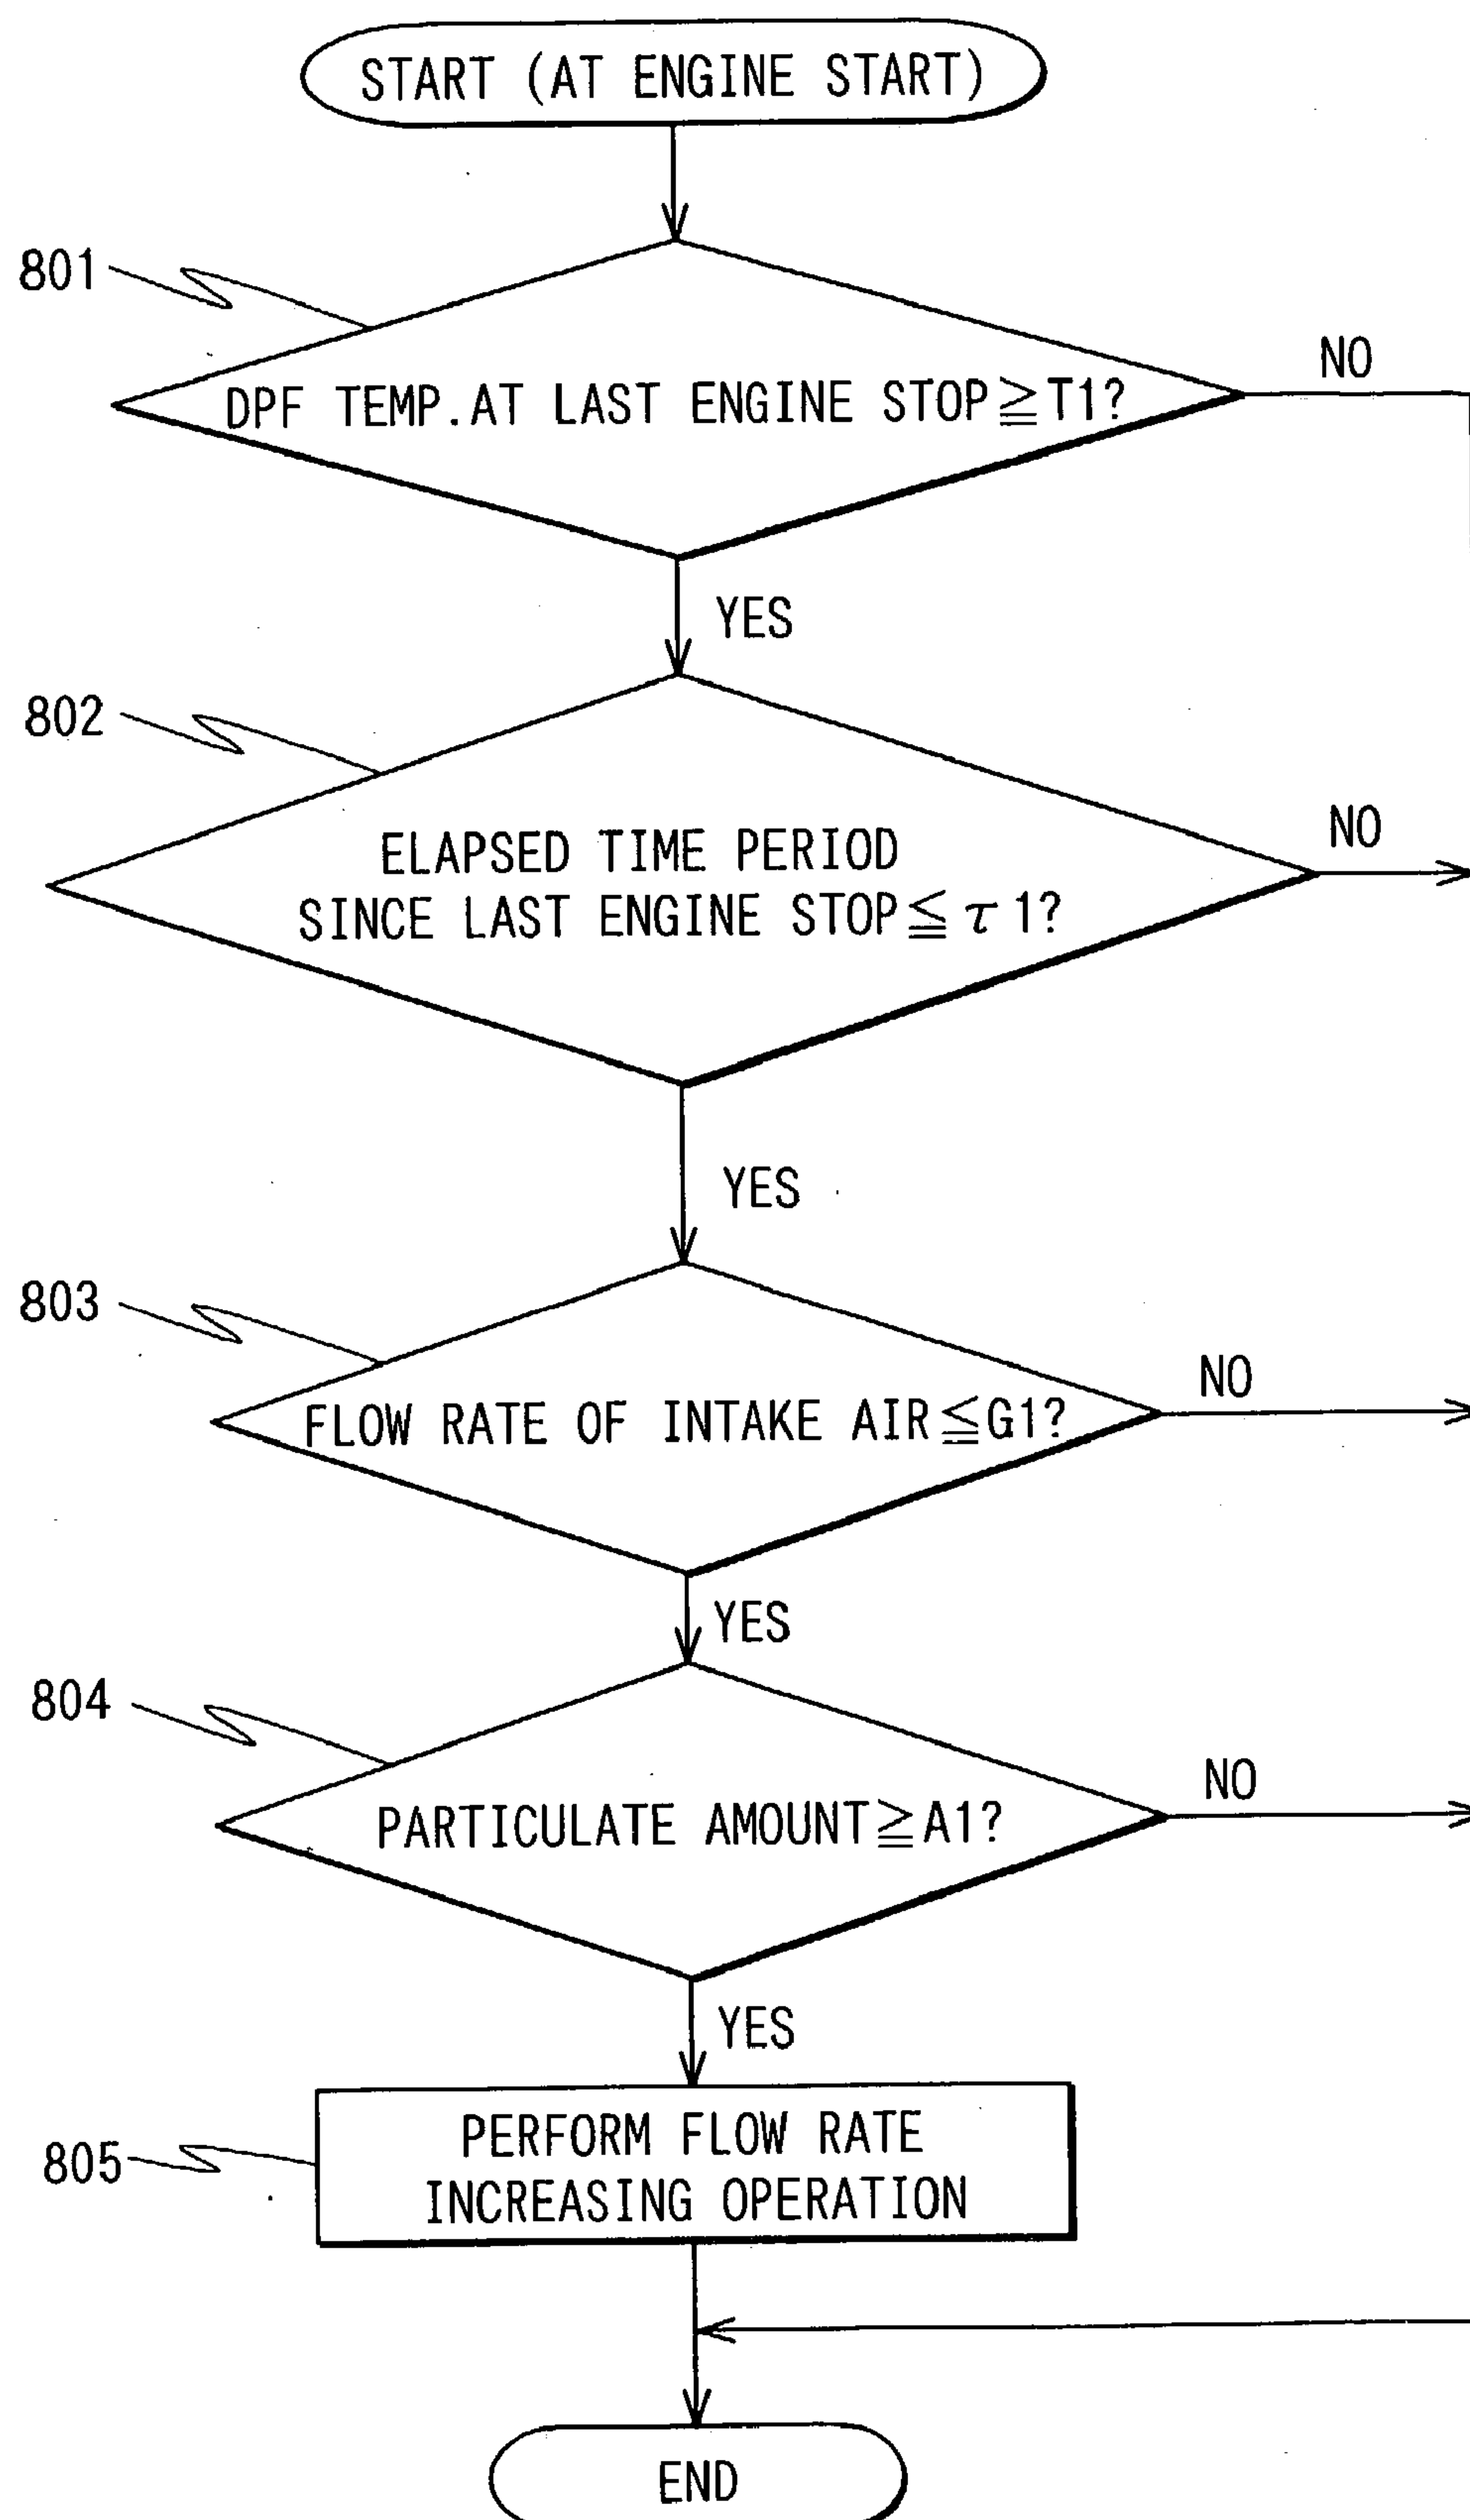 START (AT ENGINE START)
801
NO
DPF TEMP.AT LAST ENGINE STOP≧T1?
YES
802
NO
ELAPSED TIME PERIOD
SINCE LAST ENGINE STOP≦τ1?
YES
803
NO
FLOW RATE OF INTAKE AIR≦G1?
YES
804
NO
PARTICULATE AMOUNT≧A1?
YES
805
PERFORM FLOW RATE
INCREASING OPERATION
END